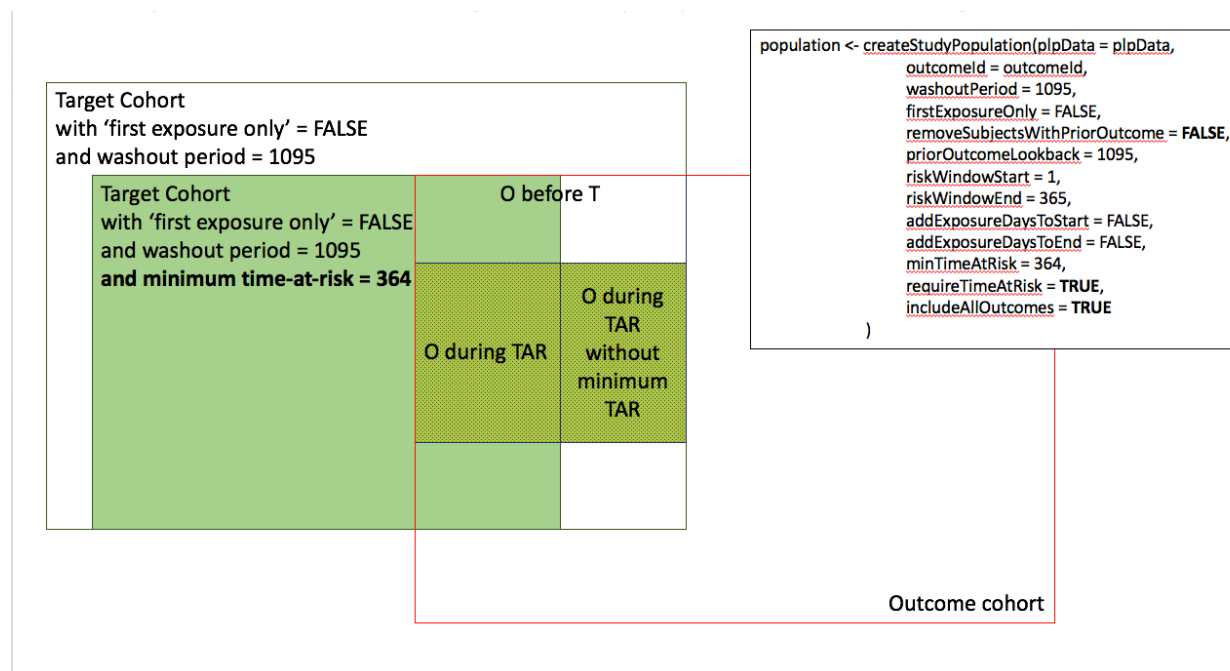 Target Cohort
with ‘first exposure only’ = FALSE
and washout period = 1095
Target Cohort
with ‘first exposure only’ = FALSE
and washout period = 1095
and minimum time-at-risk = 364
O before T
O during TAR
O during
TAR
without
minimum
TAR
population <- createStudyPopulation(plpData = plpData,
outcomeId = outcomeId,
washoutPeriod = 1095,
firstExposureOnly = FALSE,
removeSubjectsWithPriorOutcome = FALSE,
priorOutcomeLookback = 1095,
riskWindowStart = 1,
riskWindowEnd = 365,
addExposureDaysToStart = FALSE,
addExposureDaysToEnd = FALSE,
minTimeAtRisk = 364,
requireTimeAtRisk = TRUE,
includeAllOutcomes = TRUE
)
Outcome cohort